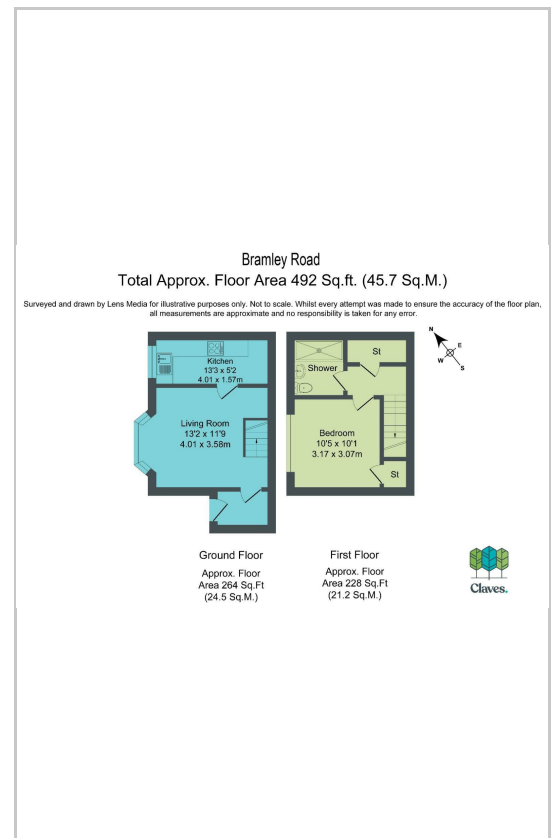 Bramley Road
Total Approx. Floor Area 492 Sq.ft. (45.7 Sq.M.)
Surveyed and drawn by Lens Media for illustrative purposes only. Not to scale. Whilst every attempt was made to ensure the accuracy of the floor plan,
all measurements are approximate and no responsibility is taken for any error.
Kitchen
13'3 x 5'2
4.01 x 1.57m
Living Room
13'2 x 11'9
4.01 x 3.58m
Shower
St
Bedroom
10'5 x 10'1
3.17 x 3.07m
St
N
E
W
S
Ground Floor
Approx. Floor
Area 264 Sq.Ft
(24.5 Sq.M.)
First Floor
Approx. Floor
Area 228 Sq.Ft
(21.2 Sq.M.)
Claves.